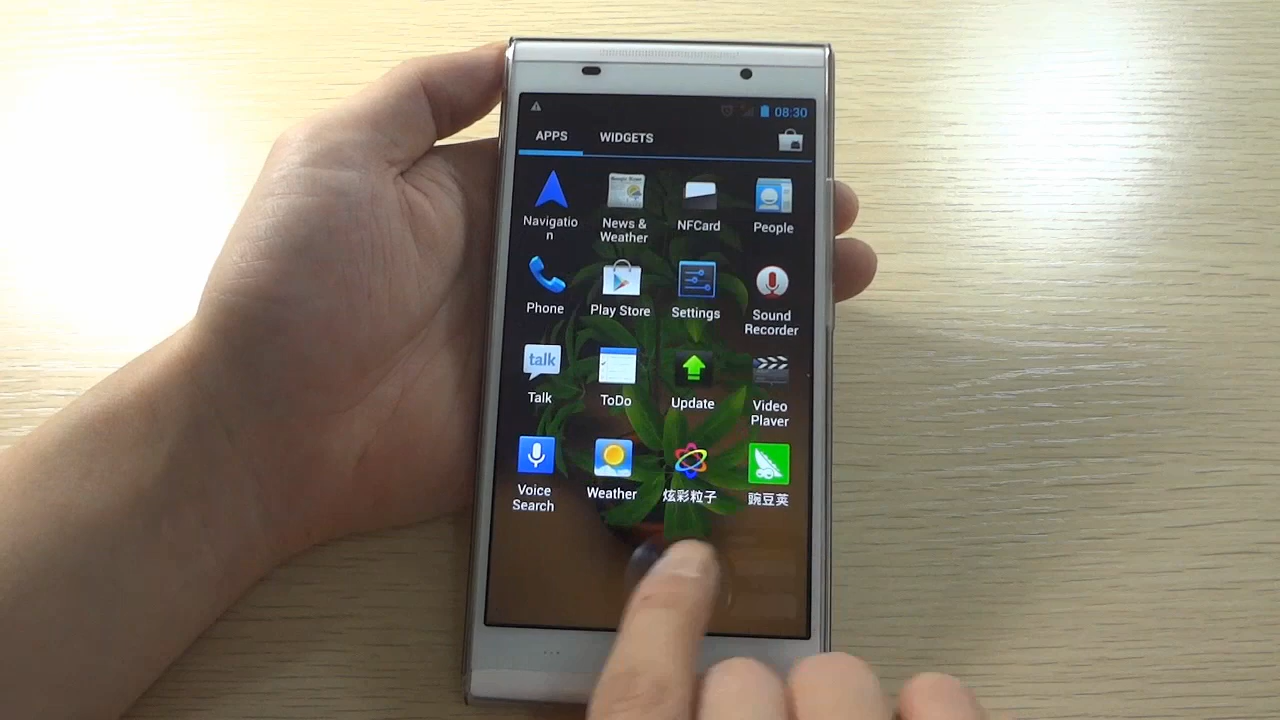 08:30
APPS WIDGETS
Navigatio
n
News &
Weather
NFCard
People
Phone
Play Store
Settings
Sound
Recorder
talk
Talk
ToDo
Update
Video
Player
Voice
Search
Weather
炫彩粒子
豌豆荚